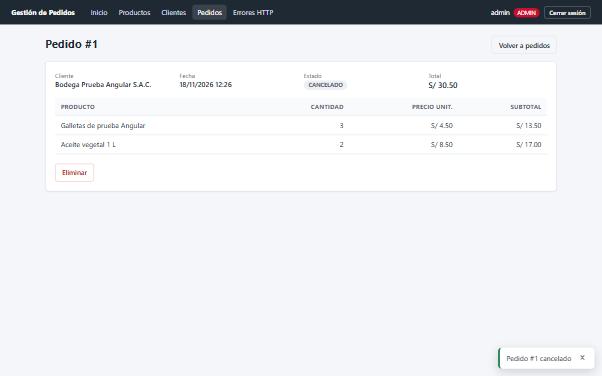 Gestión de Pedidos Inicio Productos Clientes Pedidos Errores HTTP admin ADMIN Cerrar sesión
Pedido #1 Volver a pedidos
Cliente Fecha Estado Total
Bodega Prueba Angular S.A.C. 18/11/2026 12:26 CANCELADO S/ 30.50
PRODUCTO CANTIDAD PRECIO UNIT. SUBTOTAL
Galletas de prueba Angular 3 S/ 4.50 S/ 13.50
Aceite vegetal 1 L 2 S/ 8.50 S/ 17.00
Eliminar
Pedido #1 cancelado x